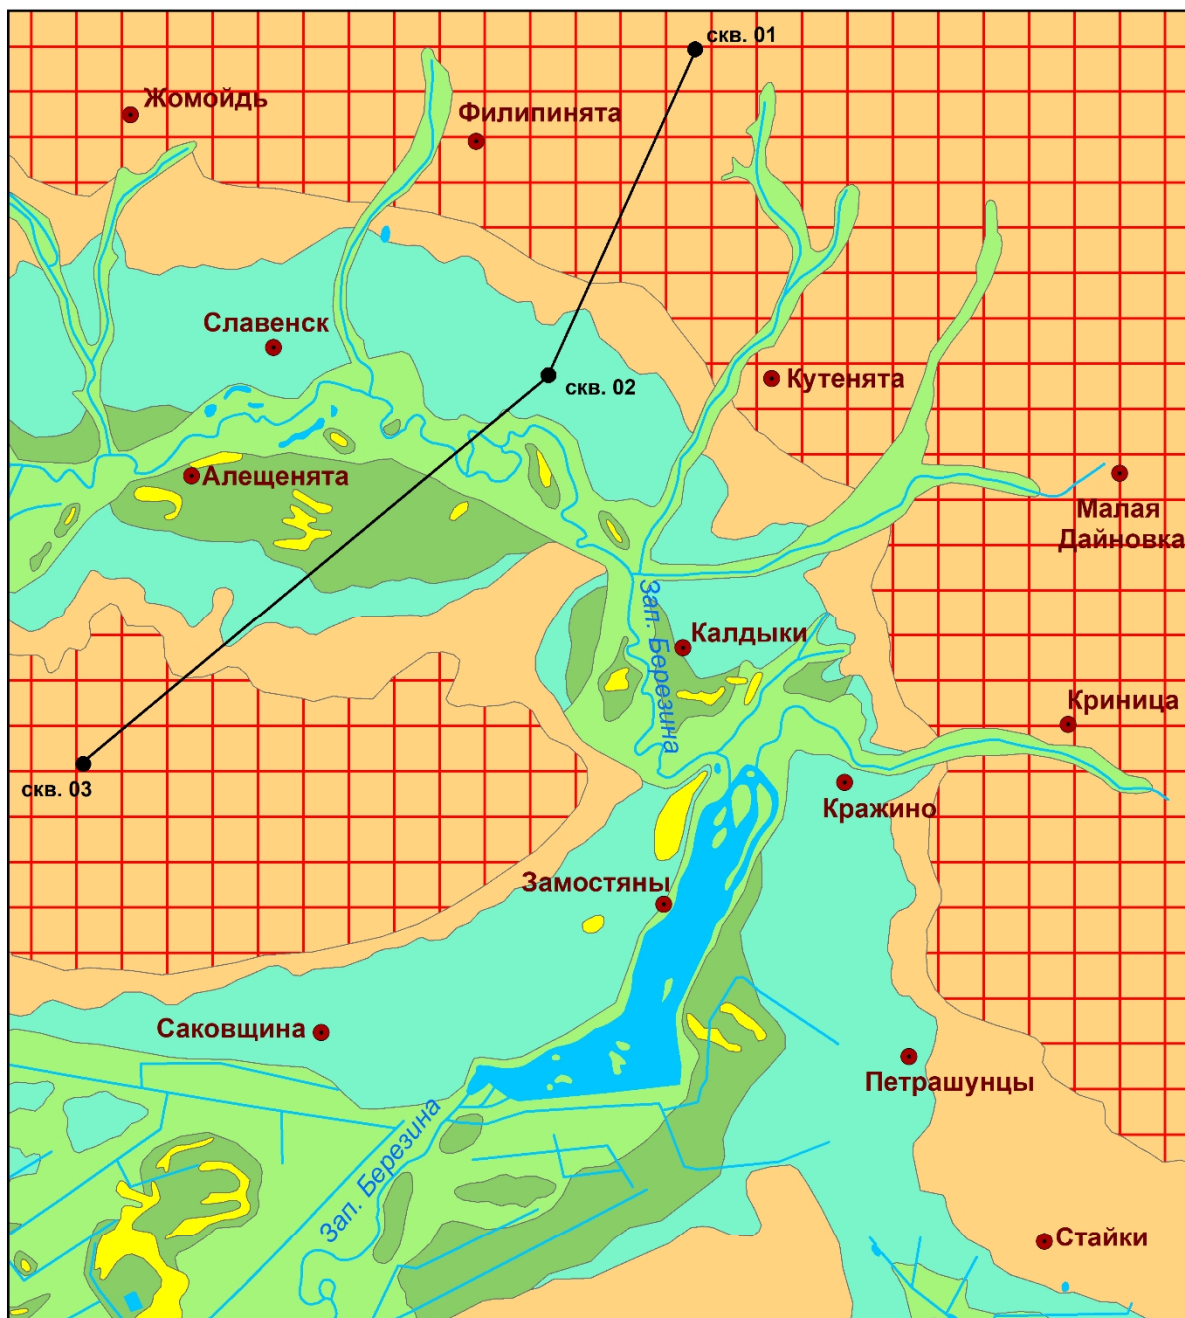 скв. 01
Жомойдь
Филипинята
Славенск
скв. 02
Кутенята
Алещенята
Малая
Дайновка
Зап. Березина
Калдыки
Криница
скв. 03
Кражино
Замостяны
Саковщина
Петрашунцы
Зап. Березина
Стайки